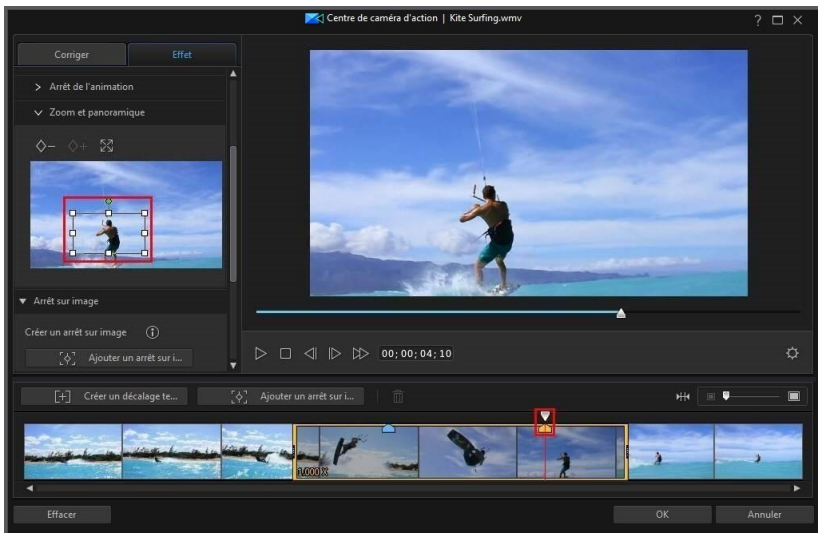 Centre de caméra d'action | Kite Surfing.wmv
Corriger Effet
Arrêt de l'animation
Zoom et panoramique
Arrêt sur image
Créer un arrêt sur image
Ajouter un arrêt sur i...
00; 00; 04; 10
Créer un décalage te... Ajouter un arrêt sur i...
1.000 X
Effacer OK Annuler